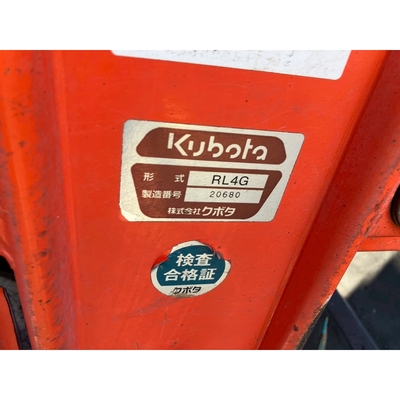 Kubota
形式 RL4G
製造番号 20680
株式会社クボタ
検査
合格証
クボタ